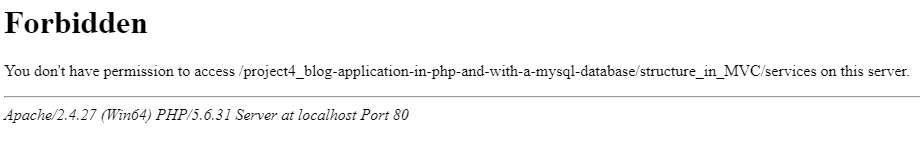 Forbidden
You don't have permission to access /project4_blog-application-in-php-and-with-a-mysql-database/structure_in_MVC/services on this server.
Apache/2.4.27 (Win64) PHP/5.6.31 Server at localhost Port 80